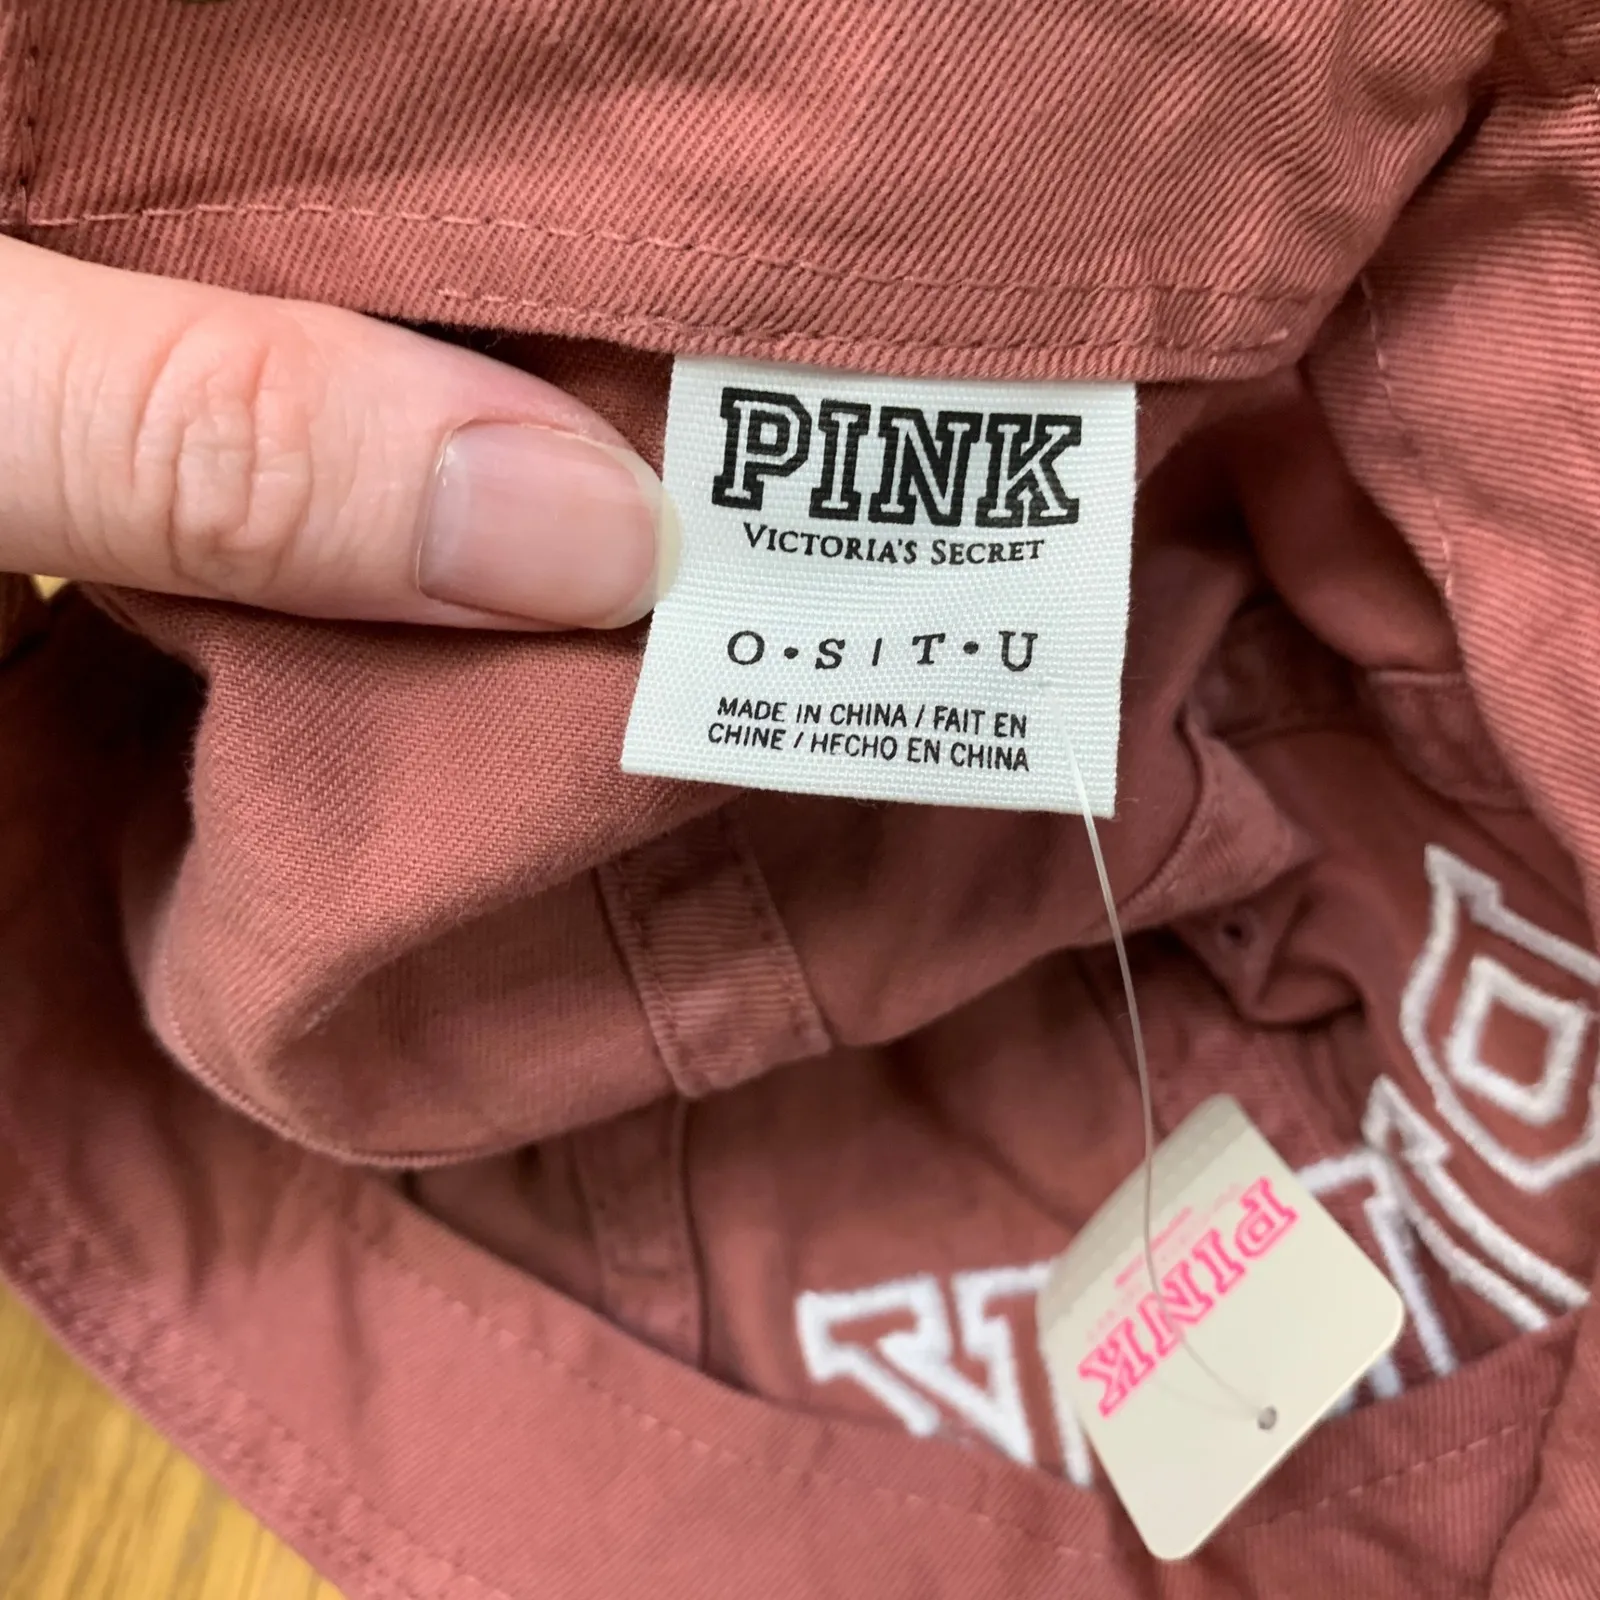 PINK
VICTORIA'S SECRET
O • S | T • U
MADE IN CHINA / FAIT EN
CHINE / HECHO EN CHINA
PINK